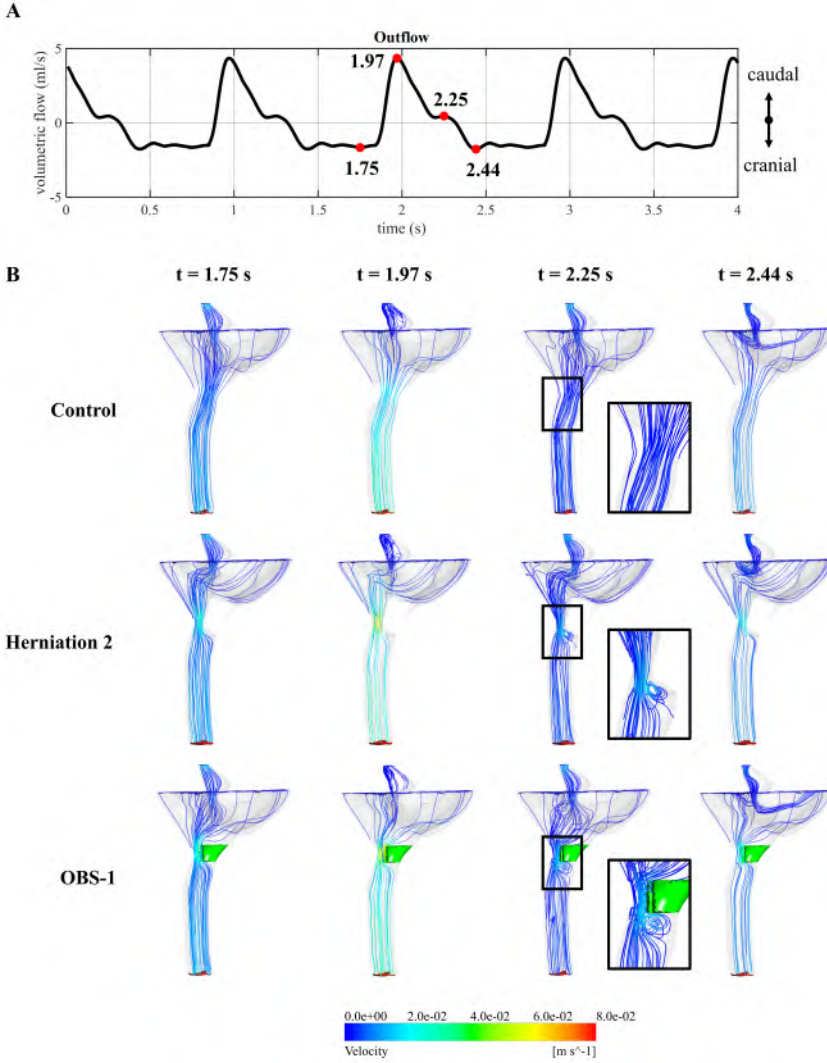 A
Outflow
5
1.97
2.25
caudal
volumetric flow (ml/s)
0
cranial
1.75
2.44
-5
0 0.5 1 1.5 2 2.5 3 3.5 4
time (s)
B
t = 1.75 s t = 1.97 s t = 2.25 s t = 2.44 s
Control
Herniation 2
OBS-1
0.0e+00 2.0e-02 4.0e-02 6.0e-02 8.0e-02
Velocity [m s^-1]